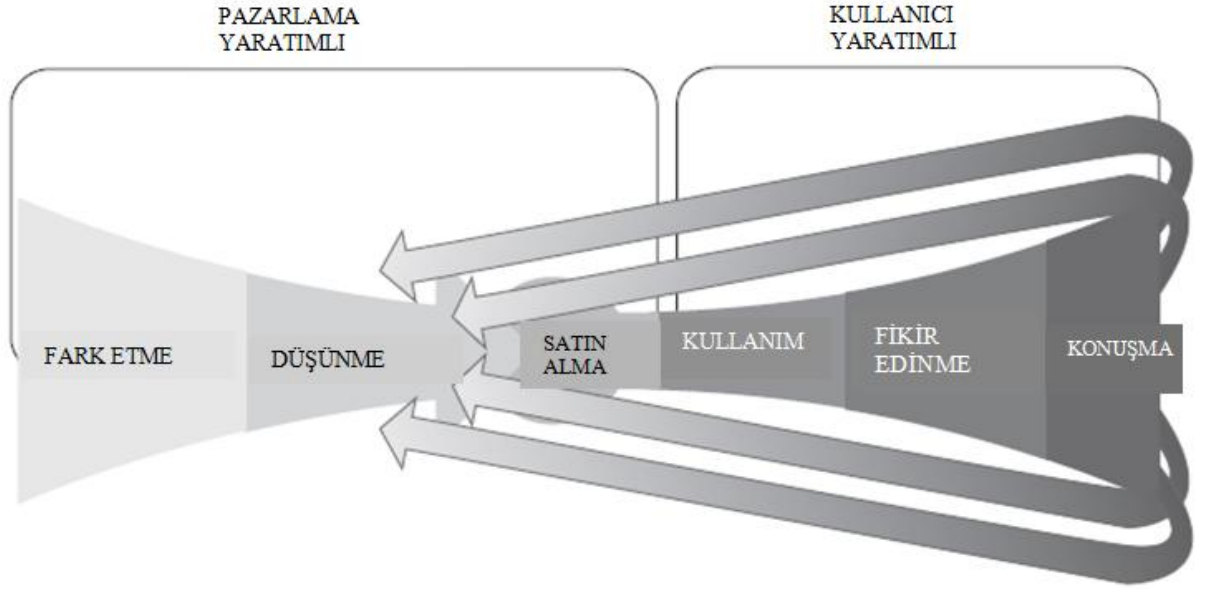 PAZARLAMA
YARATIMLI
KULLANICI
YARATIMLI
FARK ETME
DÜŞÜNME
SATIN
ALMA
KULLANIM
FİKİR
EDİNME
KONUŞMA